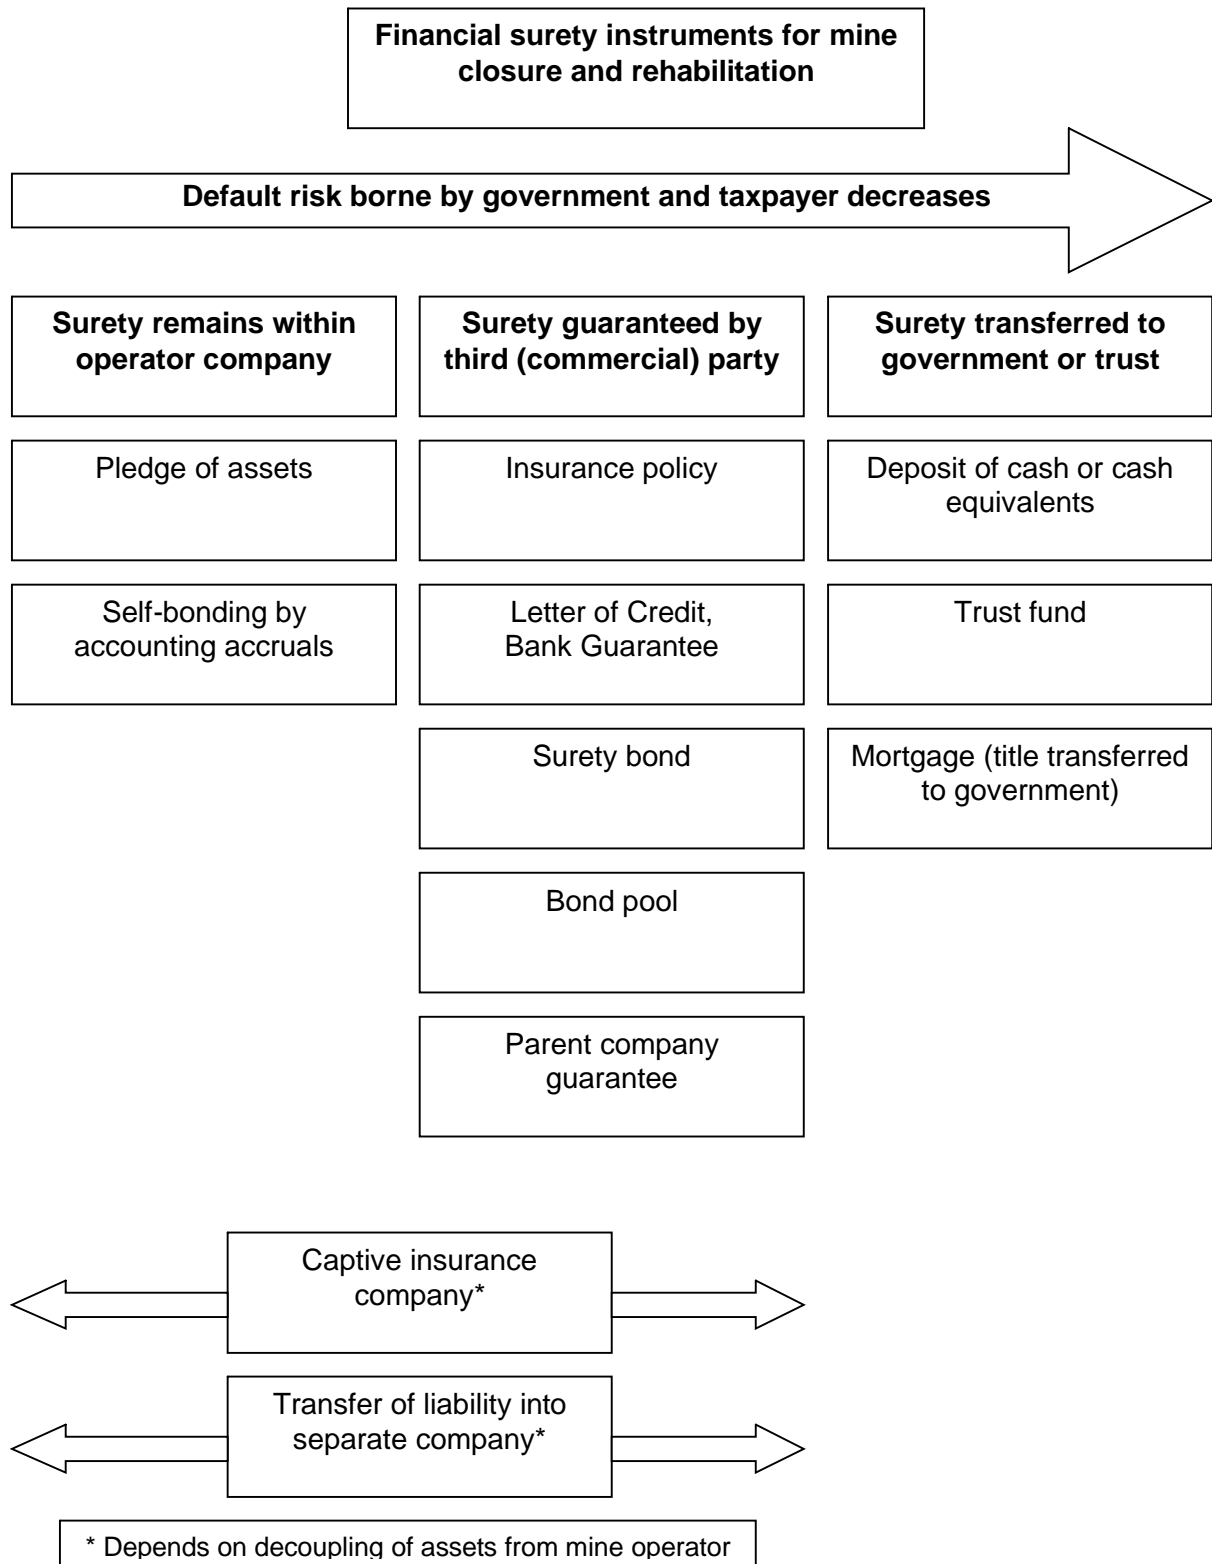 Financial surety instruments for mine
closure and rehabilitation
Default risk borne by government and taxpayer decreases
Surety remains within
operator company
Surety guaranteed by
third (commercial) party
Surety transferred to
government or trust
Pledge of assets
Insurance policy
Deposit of cash or cash
equivalents
Self-bonding by
accounting accruals
Letter of Credit,
Bank Guarantee
Trust fund
Surety bond
Mortgage (title transferred
to government)
Bond pool
Parent company
guarantee
Captive insurance
company*
Transfer of liability into
separate company*
* Depends on decoupling of assets from mine operator